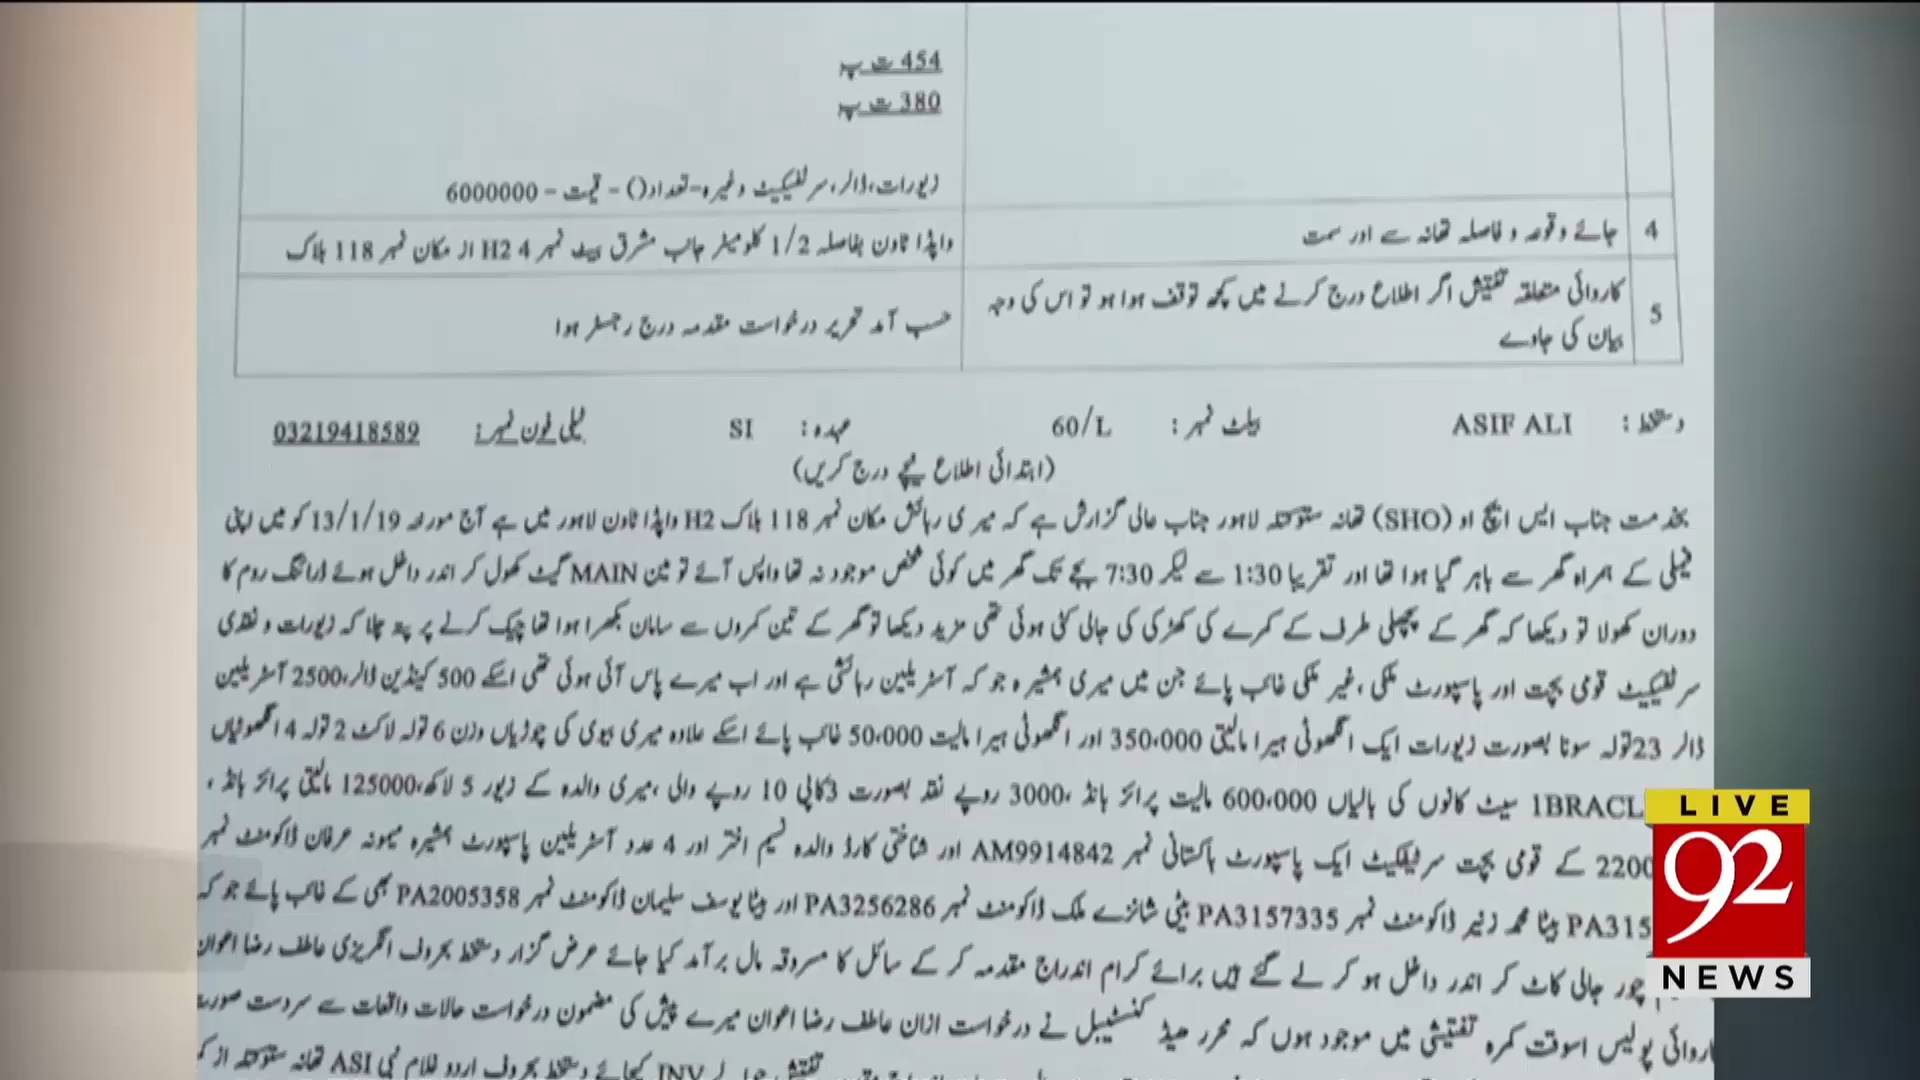 454 ت پ
380 ت پ
زیورات، ڈالر، سرٹیفکیٹ وغیرہ-تعداد() - قیمت - 6000000
4 جائے وقوعہ و فاصلہ تھانہ سے اور سمت
واپڈا ٹاون بفاصلہ 1/2 کلومیٹر جانب مشرق بیٹ نمبر 4 H2 از مکان نمبر 118 بلاک
5 کاروائی متعلقہ تفتیش اگر اطلاع درج کرنے میں کچھ توقف ہوا ہو تو اس کی وجہ
بیان کی جاوے
حسب آمد تحریر درخواست مقدمہ درج رجسٹر ہوا
دستخط: ASIF ALI بیلٹ نمبر: 60/L عہدہ: SI ٹیلی فون نمبر: 03219418589
(ابتدائی اطلاع نیچے درج کریں)
بخدمت جناب ایس ایچ او (SHO) تھانہ ستوکتلہ لاہور جناب عالی گزارش ہے کہ میری رہائش مکان نمبر 118 بلاک H2 واپڈا ٹاون لاہور میں ہے آج مورخہ 13/1/19 کو میں اپنی
فیملی کے ہمراہ گھر سے باہر گیا ہوا تھا اور تقریبا 1:30 سے لیکر 7:30 بجے تک گھر میں کوئی شخص موجود نہ تھا واپس آئے تو مین MAIN گیٹ کھول کر اندر داخل ہوئے ڈرائنگ روم کا
دوران کھولا تو دیکھا کہ گھر کے پچھلی طرف کے کمرے کی کھڑکی کی جالی کٹی ہوئی تھی مزید دیکھا تو گھر کے تین کمروں سے سامان بکھرا ہوا تھا چیک کرنے پر پتہ چلا کہ زیورات و نقدی
سرٹیفکیٹ قومی بچت اور پاسپورٹ ملکی، غیر ملکی غائب پائے جن میں میری ہمشیرہ جو کہ آسٹریلین رہائشی ہے اور اب میرے پاس آئی ہوئی تھی اسکے 500 کینڈین ڈالر، 2500 آسٹریلین
ڈالر 23 تولہ سونا بصورت زیورات ایک انگھوٹی ہیرا مالیتی 350،000 اور انگھوٹی ہیرا مالیت 50،000 غائب پائے اسکے علاوہ میری بیوی کی چوڑیاں وزن 6 تولہ لاکٹ 2 تولہ 4 انگھوٹیاں
1BRACL سیٹ کانوں کی بالیاں 600،000 مالیت پرائز بانڈ، 3000 روپے نقد بصورت 3 کاپی 10 روپے والی، میری والدہ کے زیور 5 لاکھ، 125000 مالیتی پرائز بانڈ،
2200 کے قومی بچت سرٹیفکیٹ ایک پاسپورٹ پاکستانی نمبر AM9914842 اور شناختی کارڈ والدہ نسیم اختر اور 4 عدد آسٹریلین پاسپورٹ ہمشیرہ میمونہ عرفان ڈاکومنٹ نمبر
PA315 بیٹا محمد زنیر ڈاکومنٹ نمبر PA3157335 بیٹی شانزے ملک ڈاکومنٹ نمبر PA3256286 اور بیٹا یوسف سلیمان ڈاکومنٹ نمبر PA2005358 بھی کے غائب پائے جو کہ
چور جالی کاٹ کر اندر داخل ہو کر لے گئے ہیں برائے کرام اندراج مقدمہ کر کے سائل کا مسروقہ مال برآمد کیا جائے عرض گزار دستخط بحروف انگریزی عاطف رضا اعوان
پولیس اسوقت کمرہ تفتیشی میں موجود ہوں کہ محرر ہیڈ کنسٹیبل نے درخواست ازان عاطف رضا اعوان میرے پیش کی مضمون درخواست حالات واقعات سے سردست صورت
INV کیجائے دستخط بحروف اردو غلام نبی ASI تھانہ ستوکتلہ
LIVE
92
NEWS